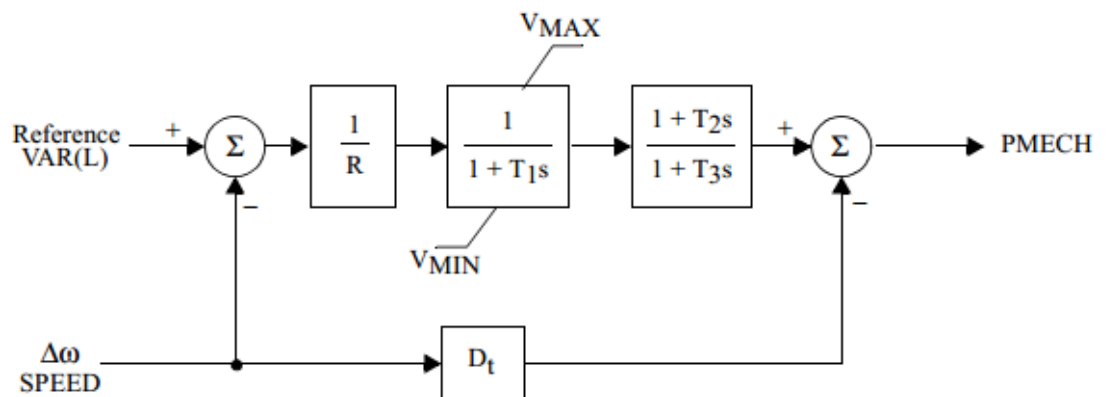 VMAX
Reference
VAR(L)
+
Σ
1
R
1
1 + T1s
1 + T2s
1 + T3s
+
Σ
PMECH
−
−
VMIN
Δω
SPEED
Dt